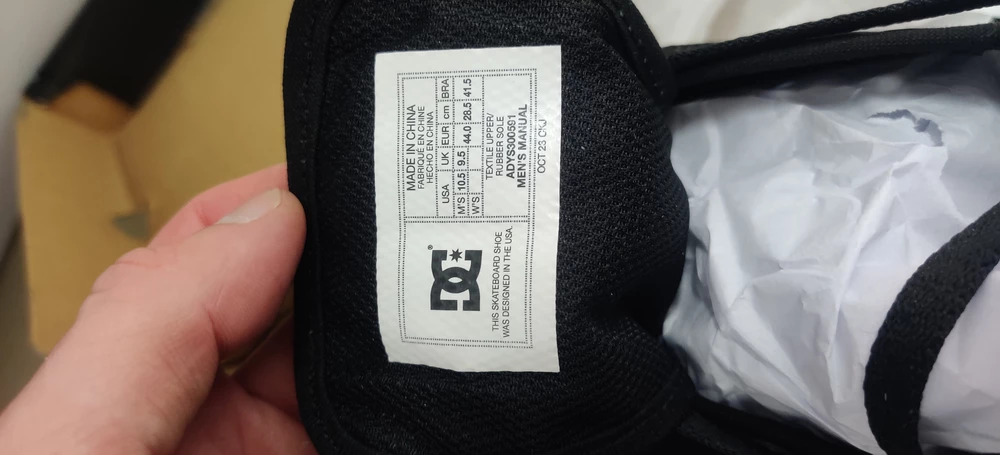 DC®
THIS SKATEBOARD SHOE
WAS DESIGNED IN THE USA.
MADE IN CHINA
FABRIQUÉ EN CHINE
HECHO EN CHINA
USA UK EUR cm BRA
M'S 10.5 9.5 44.0 28.5 41.5
W'S
TEXTILE UPPER/
RUBBER SOLE
ADYS300591
MEN'S MANUAL
OCT 23